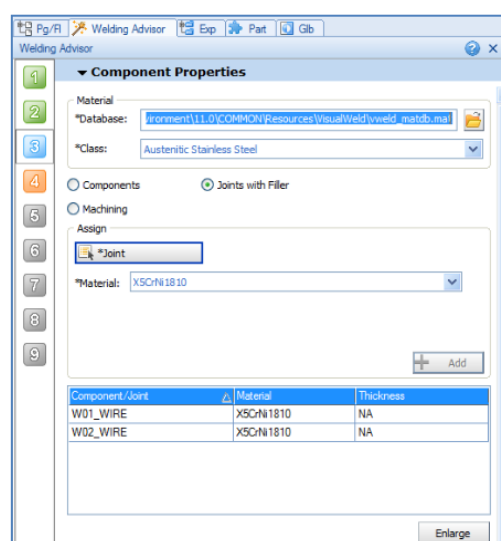 Pg/Fl Welding Advisor Exp Part Glb
Welding Advisor
Component Properties
1
2
3
4
5
6
7
8
9
Material
*Database: vironment\11.0\COMMON\Resources\VisualWeld\vweld_matdb.mat
*Class: Austenitic Stainless Steel
Components Joints with Filler
Machining
Assign
*Joint
*Material: X5CrNi1810
Add
Component/Joint Material Thickness
W01_WIRE X5CrNi1810 NA
W02_WIRE X5CrNi1810 NA
Enlarge